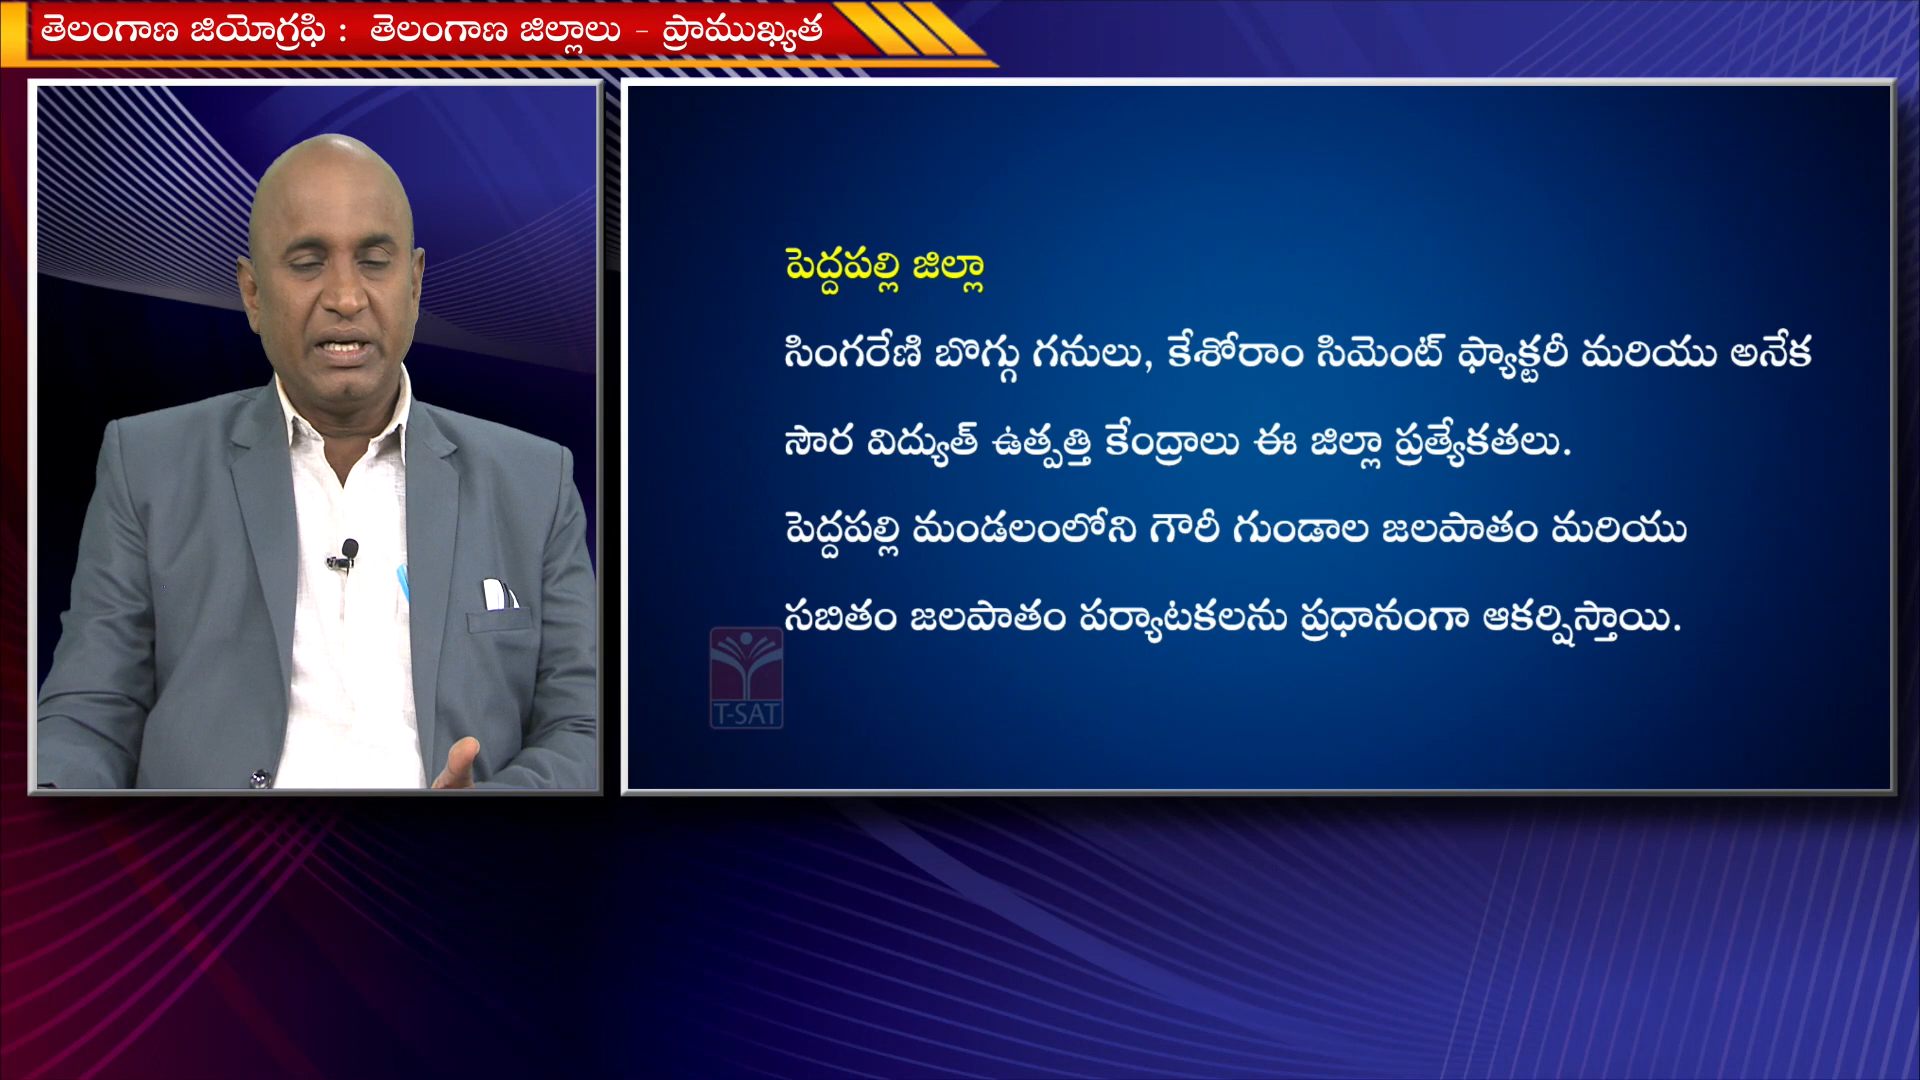 తెలంగాణ జియోగ్రఫి : తెలంగాణ జిల్లాలు - ప్రాముఖ్యత
పెద్దపల్లి జిల్లా
సింగరేణి బొగ్గు గనులు, కేశోరాం సిమెంట్ ఫ్యాక్టరీ మరియు అనేక
సౌర విద్యుత్ ఉత్పత్తి కేంద్రాలు ఈ జిల్లా ప్రత్యేకతలు.
పెద్దపల్లి మండలంలోని గౌరీ గుండాల జలపాతం మరియు
సబితం జలపాతం పర్యాటకలను ప్రధానంగా ఆకర్షిస్తాయి.
T-SAT